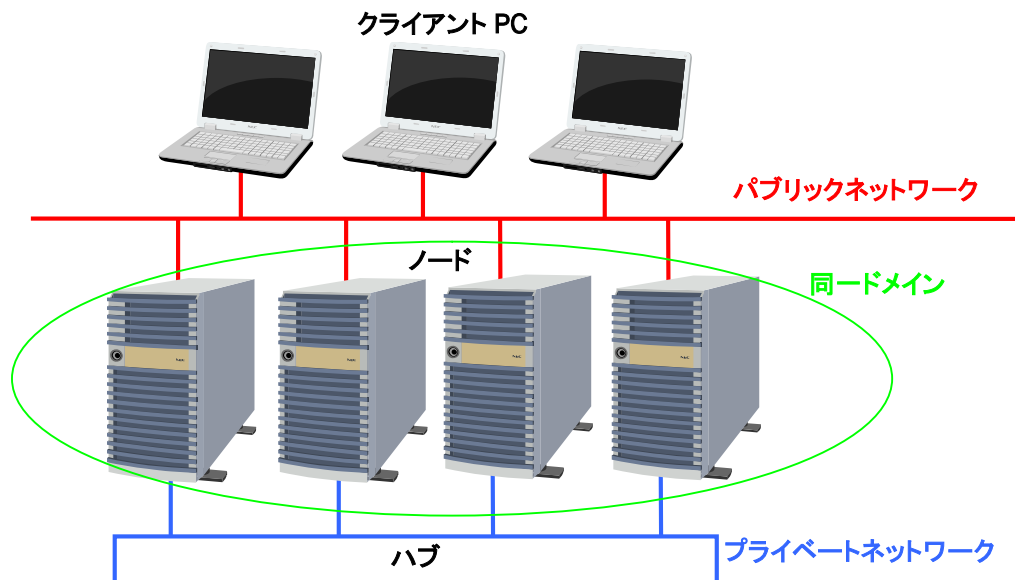 クライアント PC
パブリックネットワーク
ノード
同一ドメイン
ハブ
プライベートネットワーク